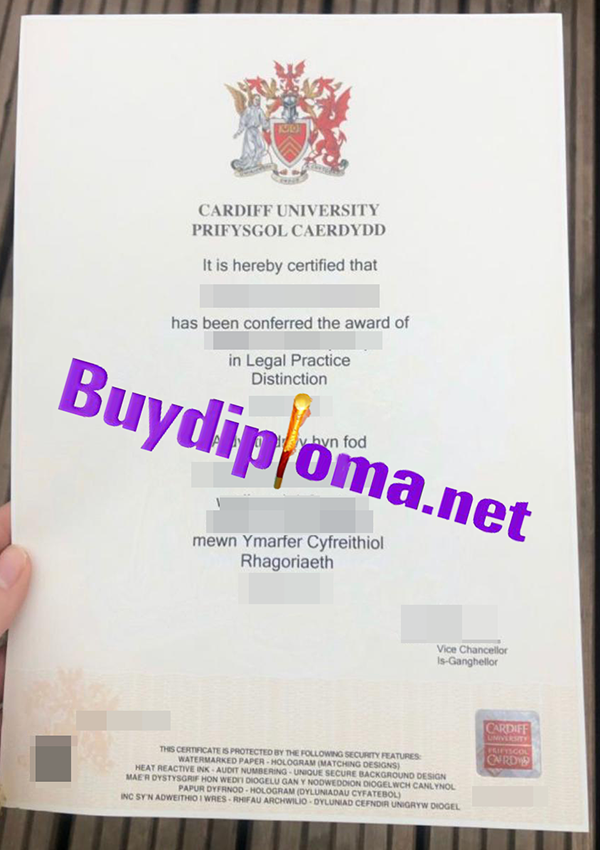 CARDIFF UNIVERSITY
PRIFYSGOL CAERDYDD
It is hereby certified that
has been conferred the award of
in Legal Practice
Distinction
Buydiploma.net
hyn fod
mewn Ymarfer Cyfreithiol
Rhagoriaeth
Vice Chancellor
Is-Ganghellor
CARDIFF
UNIVERSITY
PRIFYSGOL
CAERDYDD
THIS CERTIFICATE IS PROTECTED BY THE FOLLOWING SECURITY FEATURES:
WATERMARKED PAPER - HOLOGRAM (MATCHING DESIGNS)
HEAT REACTIVE INK - AUDIT NUMBERING - UNIQUE SECURE BACKGROUND DESIGN
MAE'R DYSTYSGRIF HON WEDI'I DIOGELU GAN Y NODWEDDION DIOGELWCH CANLYNOL
PAPUR DYFRNOD - HOLOGRAM (DYLUNIADAU CYFATEBOL)
INC SY'N ADWEITHIO I WRES - RHIFAU ARCHWILIO - DYLUNIAD CEFNDIR UNIGRYW DIOGEL